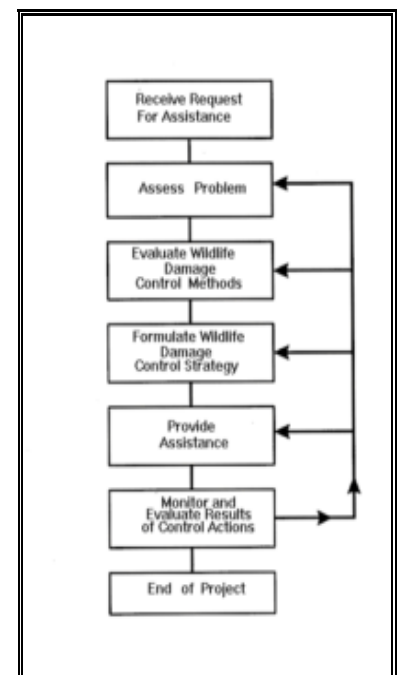 Receive Request
For Assistance
Assess Problem
Evaluate Wildlife
Damage
Control Methods
Formulate Wildlife
Damage
Control Strategy
Provide
Assistance
Monitor and
Evaluate Results
of Control Actions
End of Project